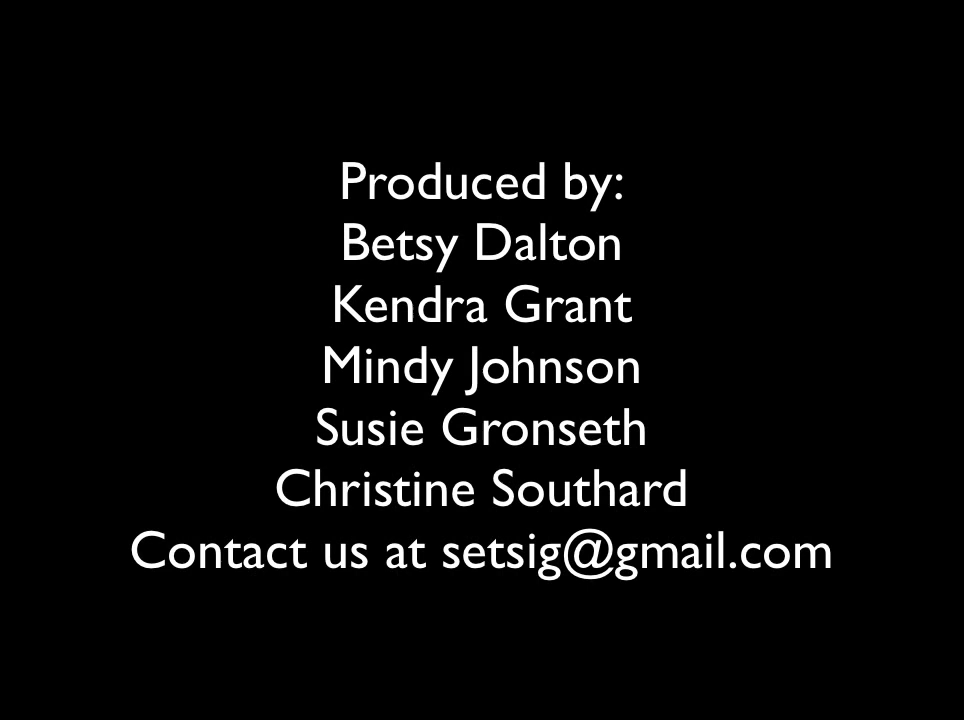 Produced by:
Betsy Dalton
Kendra Grant
Mindy Johnson
Susie Gronseth
Christine Southard
Contact us at setsig@gmail.com